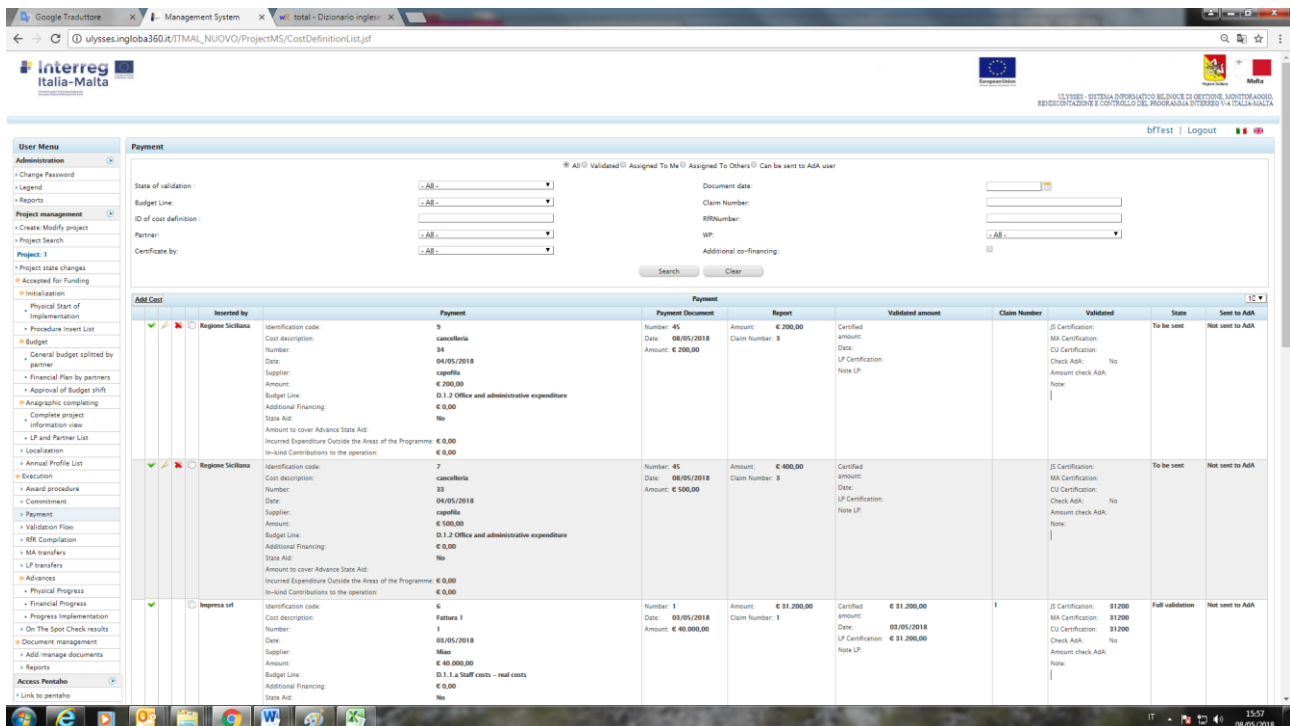 Google Traduttore
Management System
total - Dizionario inglese
ulysses.ingloba360.it/ITMAL_NUOVO/ProjectMS/CostDefinitionList.jsf
Interreg
Italia-Malta
European Union
Regione Siciliana
Malta
ULYSSES - SISTEMA INFORMATICO BILINGUE DI GESTIONE, MONITORAGGIO,
RENDICONTAZIONE E CONTROLLO DEL PROGRAMMA INTERREG V-A ITALIA-MALTA
bfTest | Logout
User Menu
Administration
Change Password
Legend
Reports
Project management
Create/Modify project
Project Search
Project: 1
Project state changes
Accepted for Funding
Initialization
Physical Start of
Implementation
Procedure Insert List
Budget
General budget splitted by
partner
Financial Plan by partners
Approval of Budget shift
Anagraphic completing
Complete project
information view
LP and Partner List
Localization
Annual Profile List
Execution
Award procedure
Commitment
Payment
Validation Flow
RfR Compilation
MA transfers
LP transfers
Advances
Physical Progress
Financial Progress
Progress Implementation
On The Spot Check results
Document management
Add/manage documents
Reports
Access Pentaho
Link to pentaho
Payment
All Validated Assigned To Me Assigned To Others Can be sent to AdA user
State of validation : - All - Document date:
Budget Line: - All - Claim Number:
ID of cost definition : RfRNumber:
Partner: - All - WP: - All -
Certificate by: - All - Additional co-financing:
Search Clear
Add Cost Payment
Inserted by Payment Payment Document Report Validated amount Claim Number Validated State Sent to AdA
Regione Siciliana Identification code: 9 Number: 45 Amount: € 200,00 Certified JS Certification: To be sent Not sent to AdA
Cost description: cancelleria Date: 08/05/2018 Claim Number: 3 amount: MA Certification:
Number: 34 Amount: € 200,00 Date: CU Certification:
Date: 04/05/2018 LP Certification: Check AdA: No
Supplier: capofila Note LP: Amount check AdA:
Amount: € 200,00 Note:
Budget Line: D.1.2 Office and administrative expenditure
Additional Financing: € 0,00
State Aid: No
Amount to cover Advance State Aid:
Incurred Expenditure Outside the Areas of the Programme: € 0,00
In-kind Contributions to the operation: € 0,00
Regione Siciliana Identification code: 7 Number: 45 Amount: € 400,00 Certified JS Certification: To be sent Not sent to AdA
Cost description: cancelleria Date: 08/05/2018 Claim Number: 3 amount: MA Certification:
Number: 33 Amount: € 500,00 Date: CU Certification:
Date: 04/05/2018 LP Certification: Check AdA: No
Supplier: capofila Note LP: Amount check AdA:
Amount: € 500,00 Note:
Budget Line: D.1.2 Office and administrative expenditure
Additional Financing: € 0,00
State Aid: No
Amount to cover Advance State Aid:
Incurred Expenditure Outside the Areas of the Programme: € 0,00
In-kind Contributions to the operation: € 0,00
Impresa srl Identification code: 6 Number: 1 Amount: € 31.200,00 Certified € 31.200,00 1 JS Certification: 31200 Full validation Not sent to AdA
Cost description: Fattura 1 Date: 03/05/2018 Claim Number: 1 amount: MA Certification: 31200
Number: 1 Amount: € 40.000,00 Date: 03/05/2018 CU Certification: 31200
Date: 03/05/2018 LP Certification: € 31.200,00 Check AdA: No
Supplier: Miao Note LP: Amount check AdA:
Amount: € 40.000,00 Note:
Budget Line: D.1.1.a Staff costs – real costs
Additional Financing: € 0,00
State Aid: No
IT
15:57
08/05/2018